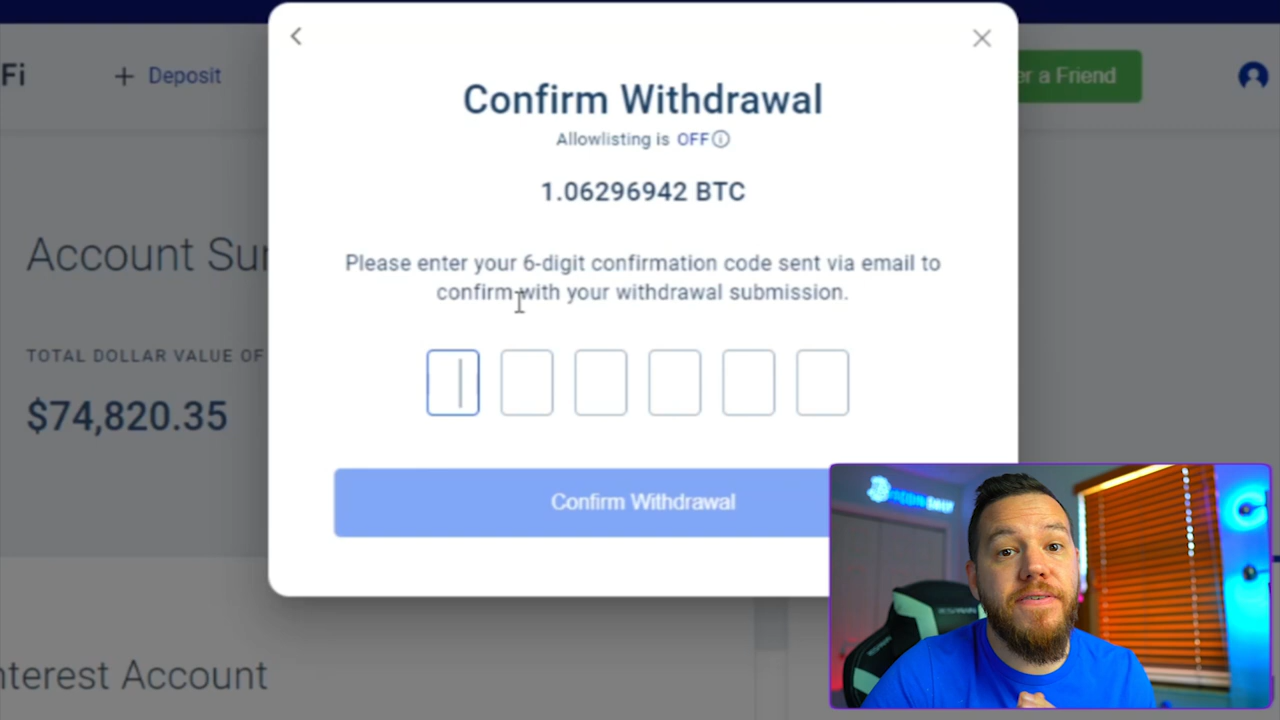 Fi
+ Deposit
er a Friend
Confirm Withdrawal
Allowlisting is OFF
1.06296942 BTC
Please enter your 6-digit confirmation code sent via email to
confirm with your withdrawal submission.
Confirm Withdrawal
Account Sur
TOTAL DOLLAR VALUE OF
$74,820.35
nterest Account